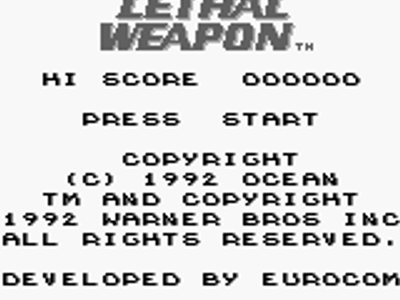 LETHAL
WEAPON TM
HI SCORE 000000
PRESS START
COPYRIGHT
(C) 1992 OCEAN
TM AND COPYRIGHT
1992 WARNER BROS INC
ALL RIGHTS RESERVED.
DEVELOPED BY EUROCOM